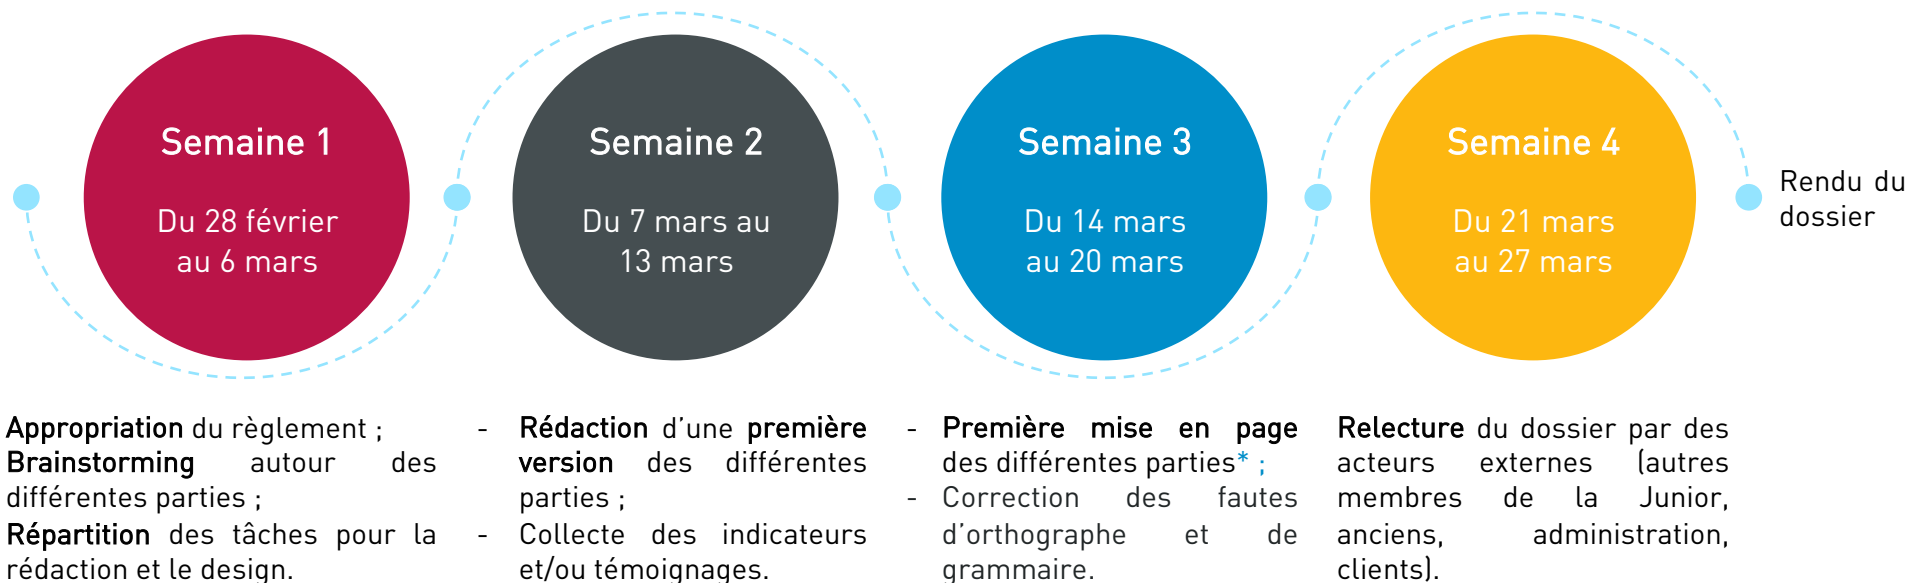 Semaine 1
Du 28 février
au 6 mars
Semaine 2
Du 7 mars au
13 mars
Semaine 3
Du 14 mars
au 20 mars
Semaine 4
Du 21 mars
au 27 mars
Rendu du
dossier
Appropriation du règlement ;
Brainstorming autour des
différentes parties ;
Répartition des tâches pour la
rédaction et le design.
- Rédaction d'une première
version des différentes
parties ;
- Collecte des indicateurs
et/ou témoignages.
- Première mise en page
des différentes parties* ;
- Correction des fautes
d'orthographe et de
grammaire.
Relecture du dossier par des
acteurs externes (autres
membres de la Junior,
anciens, administration,
clients).